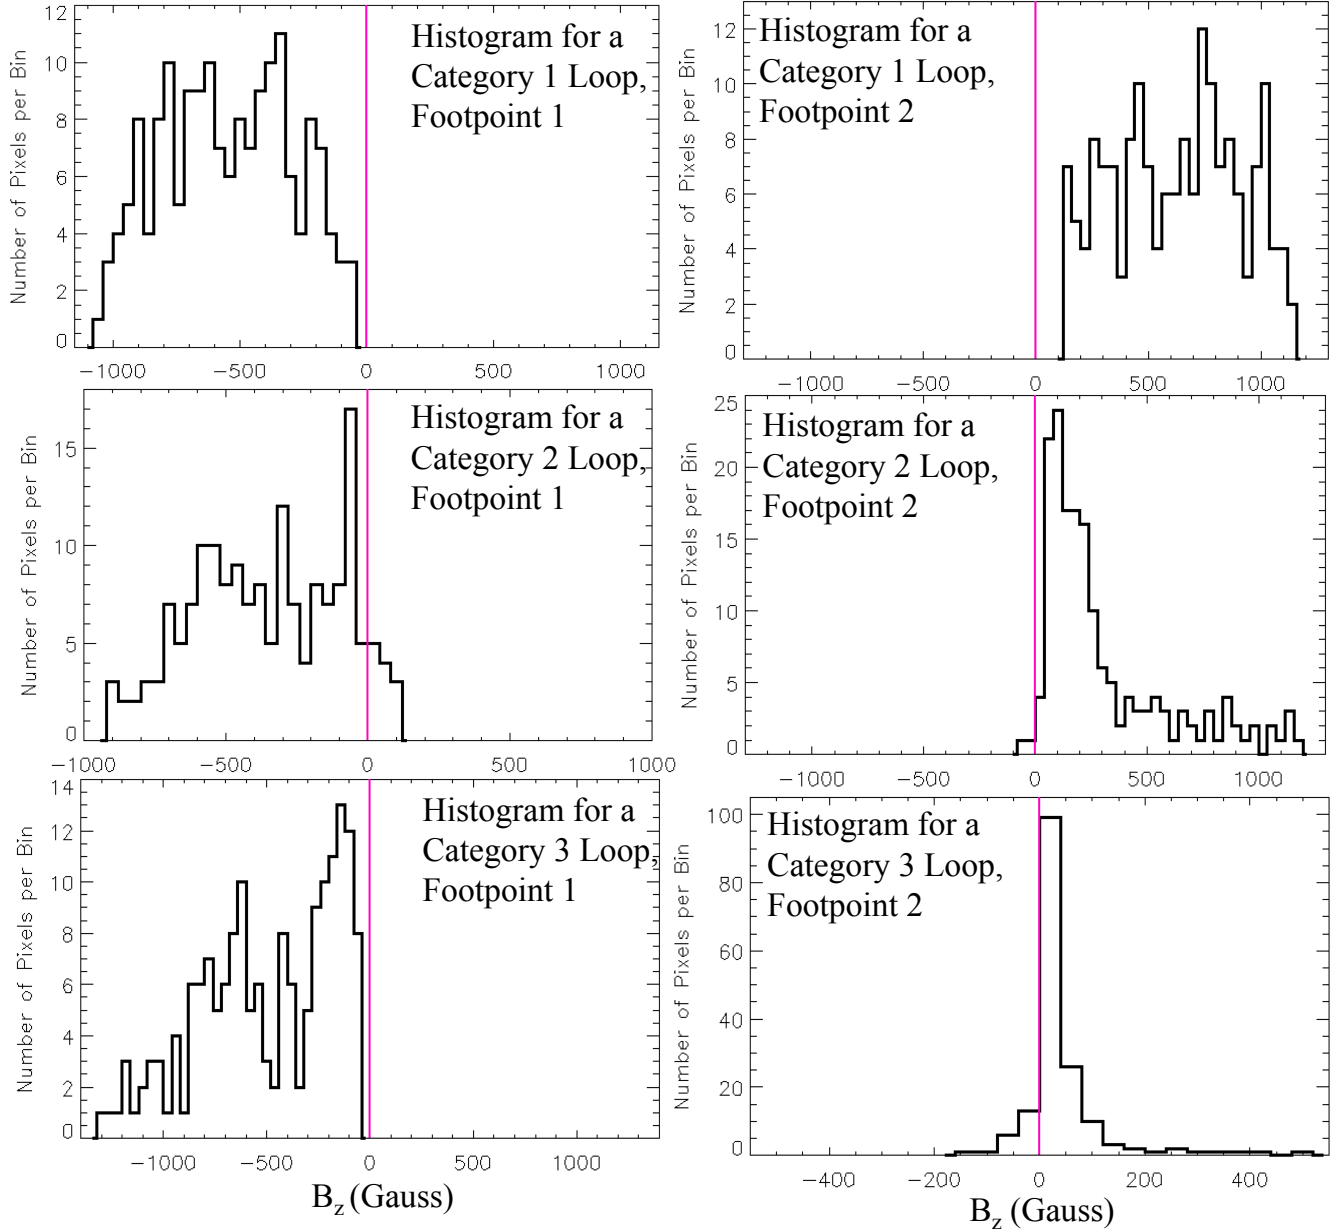 12
10
8
6
4
2
0
Number of Pixels per Bin
Histogram for a
Category 1 Loop,
Footpoint 1
−1000
−500
0
500
1000
12
10
8
6
4
2
0
Number of Pixels per Bin
Histogram for a
Category 1 Loop,
Footpoint 2
−1000
−500
0
500
1000
15
10
5
0
Number of Pixels per Bin
Histogram for a
Category 2 Loop,
Footpoint 1
−1000
−500
0
500
1000
25
20
15
10
5
0
Number of Pixels per Bin
Histogram for a
Category 2 Loop,
Footpoint 2
−1000
−500
0
500
1000
14
12
10
8
6
4
2
0
Number of Pixels per Bin
Histogram for a
Category 3 Loop,
Footpoint 1
−1000
−500
0
500
1000
B_z (Gauss)
100
80
60
40
20
0
Number of Pixels per Bin
Histogram for a
Category 3 Loop,
Footpoint 2
−400
−200
0
200
400
B_z (Gauss)